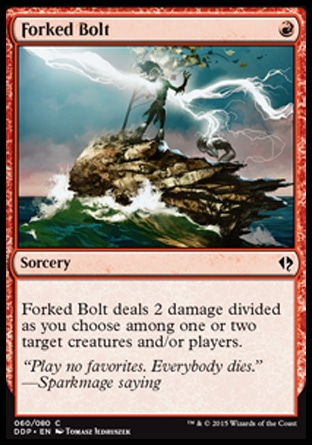 Forked Bolt
Sorcery
Forked Bolt deals 2 damage divided
as you choose among one or two
target creatures and/or players.
“Play no favorites. Everybody dies.”
—Sparkmage saying
060/080 C
DDP • EN Tomasz Jedruszek
™ & © 2015 Wizards of the Coast